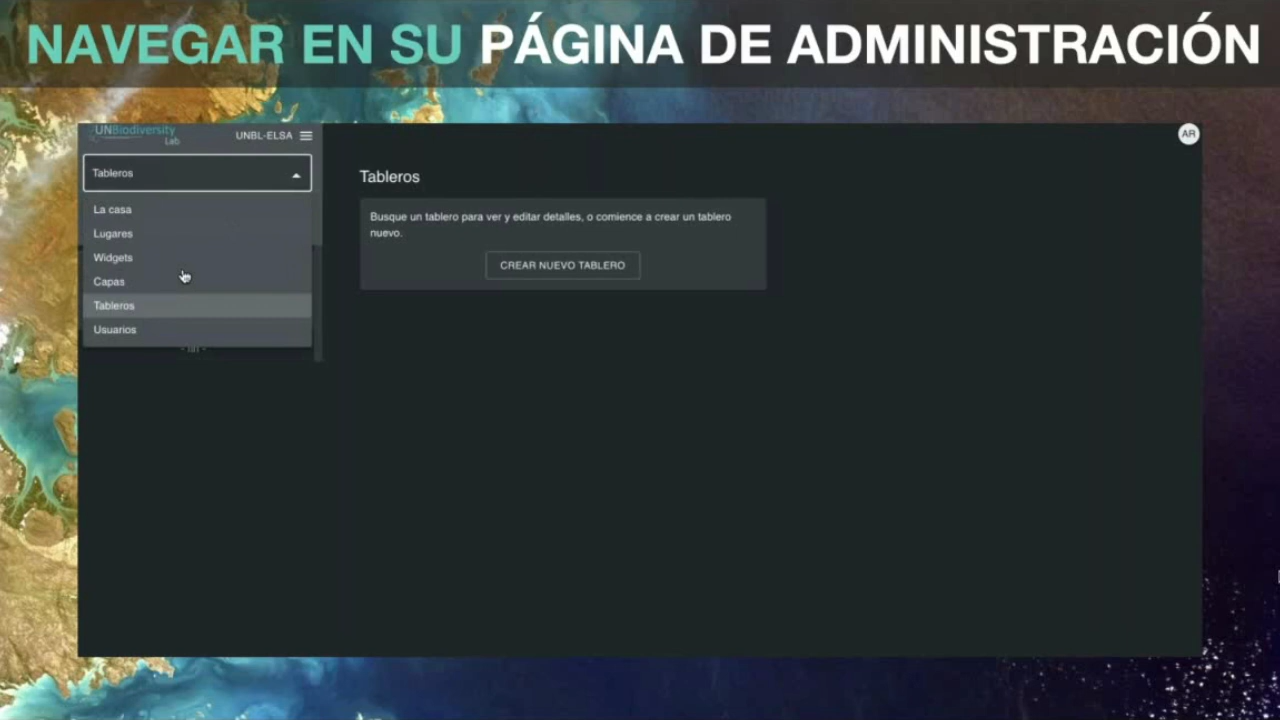 NAVEGAR EN SU PÁGINA DE ADMINISTRACIÓN
UNBiodiversity
Lab
UNBL-ELSA
AR
Tableros
La casa
Lugares
Widgets
Capas
Tableros
Usuarios
Tableros
Busque un tablero para ver y editar detalles, o comience a crear un tablero
nuevo.
CREAR NUEVO TABLERO